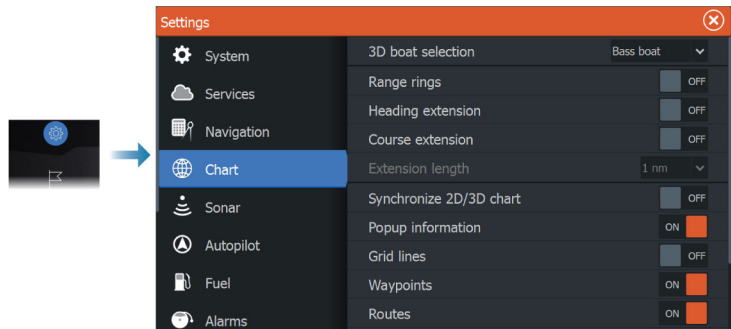 Settings
System
Services
Navigation
Chart
Sonar
Autopilot
Fuel
Alarms
3D boat selection Bass boat
Range rings OFF
Heading extension OFF
Course extension OFF
Extension length 1 nm
Synchronize 2D/3D chart OFF
Popup information ON
Grid lines OFF
Waypoints ON
Routes ON